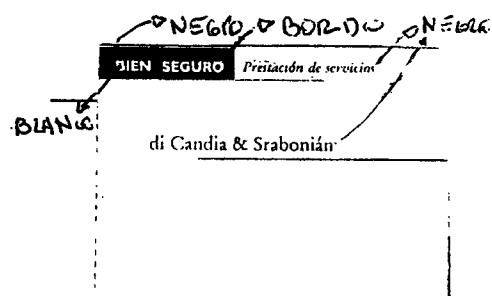 NEGRO BORDO NEGRO
BIEN SEGURO Prestación de servicios
BLANCO
di Candia & Srabonián